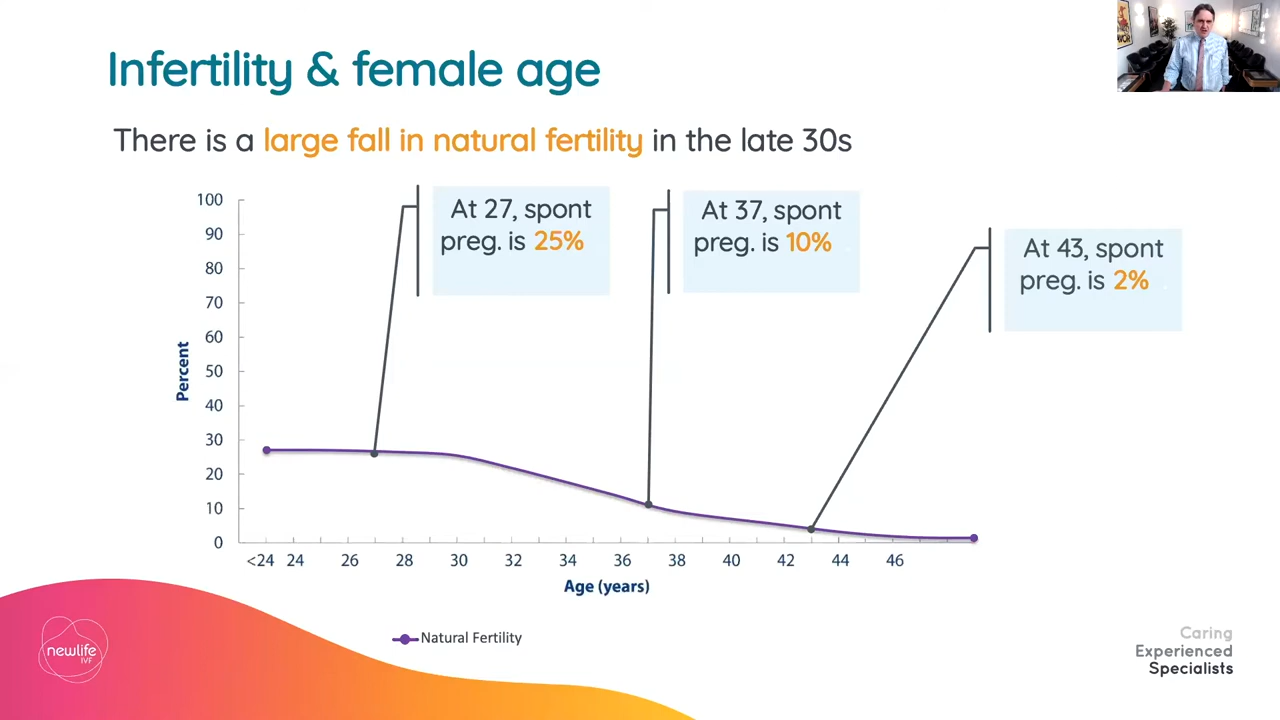 Infertility & female age
There is a large fall in natural fertility in the late 30s
At 27, spont
preg. is 25%
At 37, spont
preg. is 10%
At 43, spont
preg. is 2%
100
90
80
70
60
50
40
30
20
10
0
Percent
<24 24 26 28 30 32 34 36 38 40 42 44 46
Age (years)
Natural Fertility
newlife
IVF
Caring
Experienced
Specialists